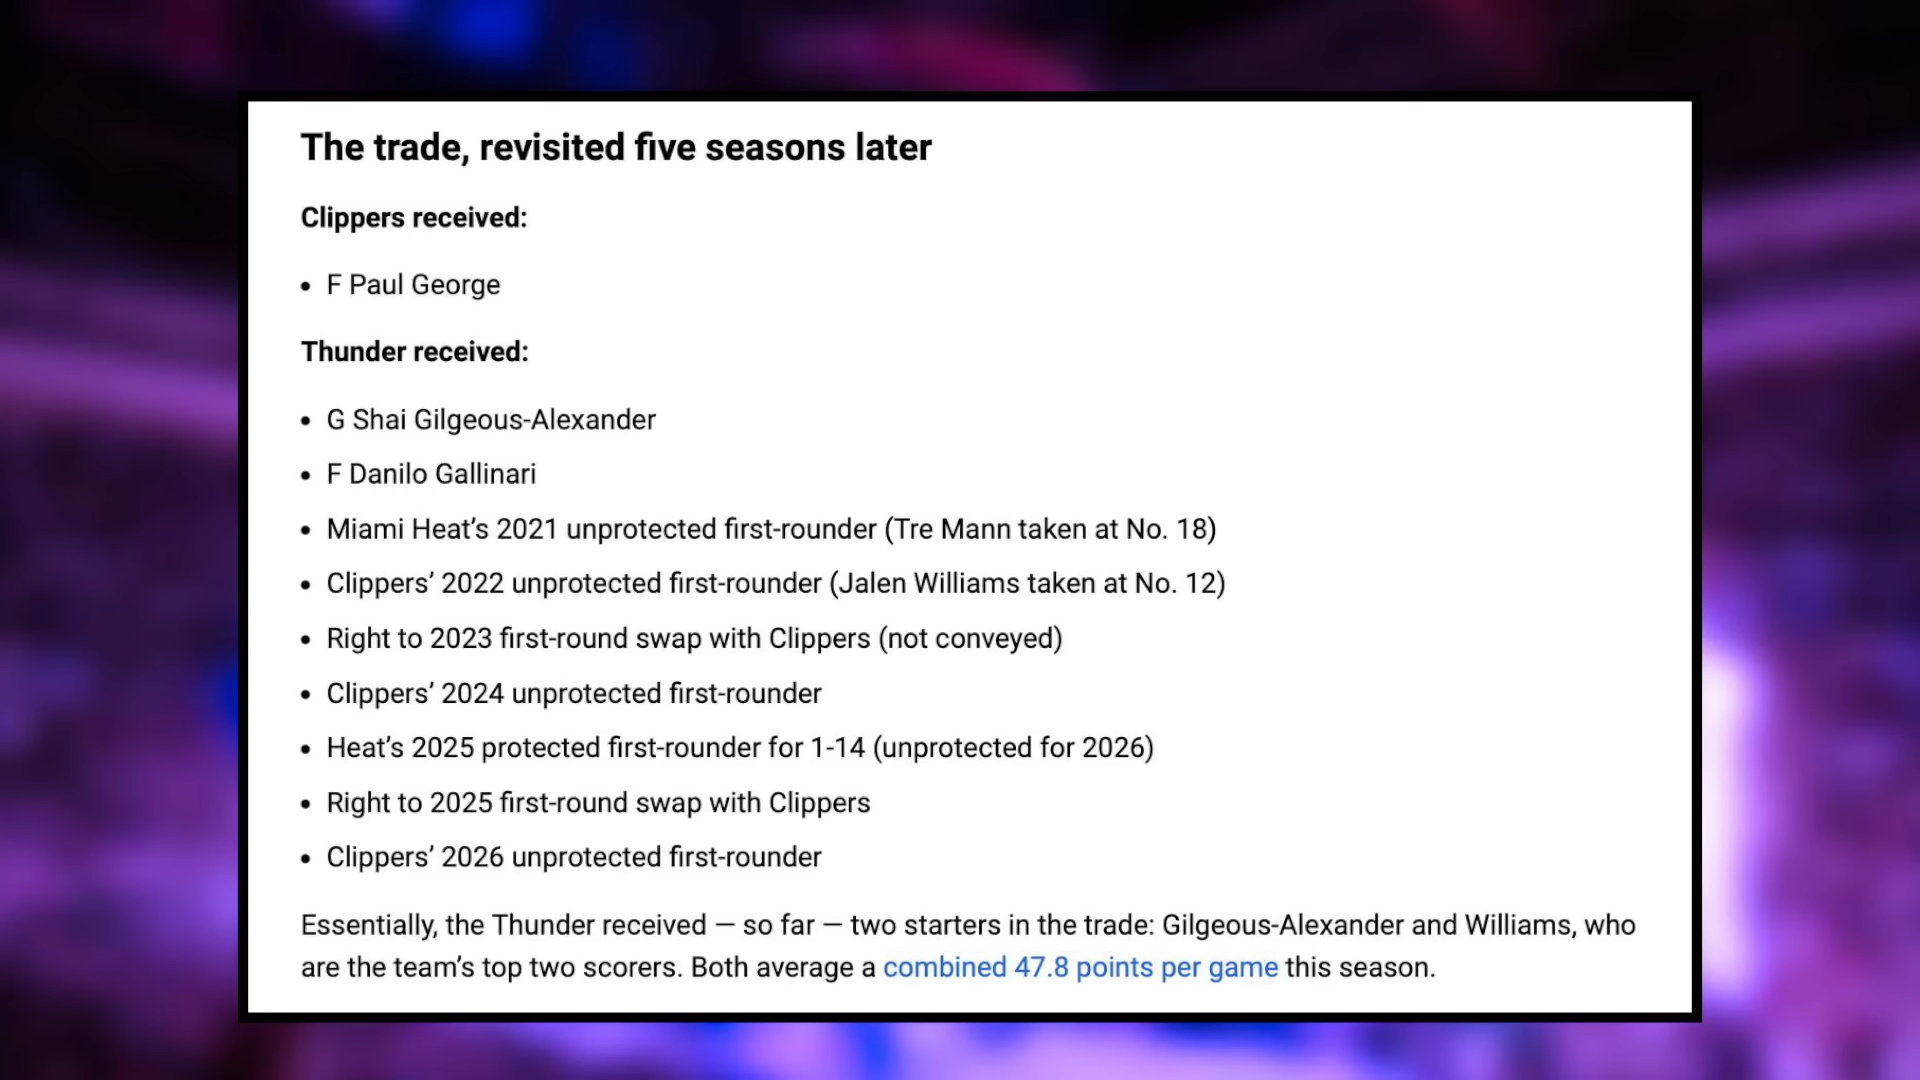 The trade, revisited five seasons later
Clippers received:
• F Paul George
Thunder received:
• G Shai Gilgeous-Alexander
• F Danilo Gallinari
• Miami Heat’s 2021 unprotected first-rounder (Tre Mann taken at No. 18)
• Clippers’ 2022 unprotected first-rounder (Jalen Williams taken at No. 12)
• Right to 2023 first-round swap with Clippers (not conveyed)
• Clippers’ 2024 unprotected first-rounder
• Heat’s 2025 protected first-rounder for 1-14 (unprotected for 2026)
• Right to 2025 first-round swap with Clippers
• Clippers’ 2026 unprotected first-rounder
Essentially, the Thunder received — so far — two starters in the trade: Gilgeous-Alexander and Williams, who
are the team’s top two scorers. Both average a combined 47.8 points per game this season.